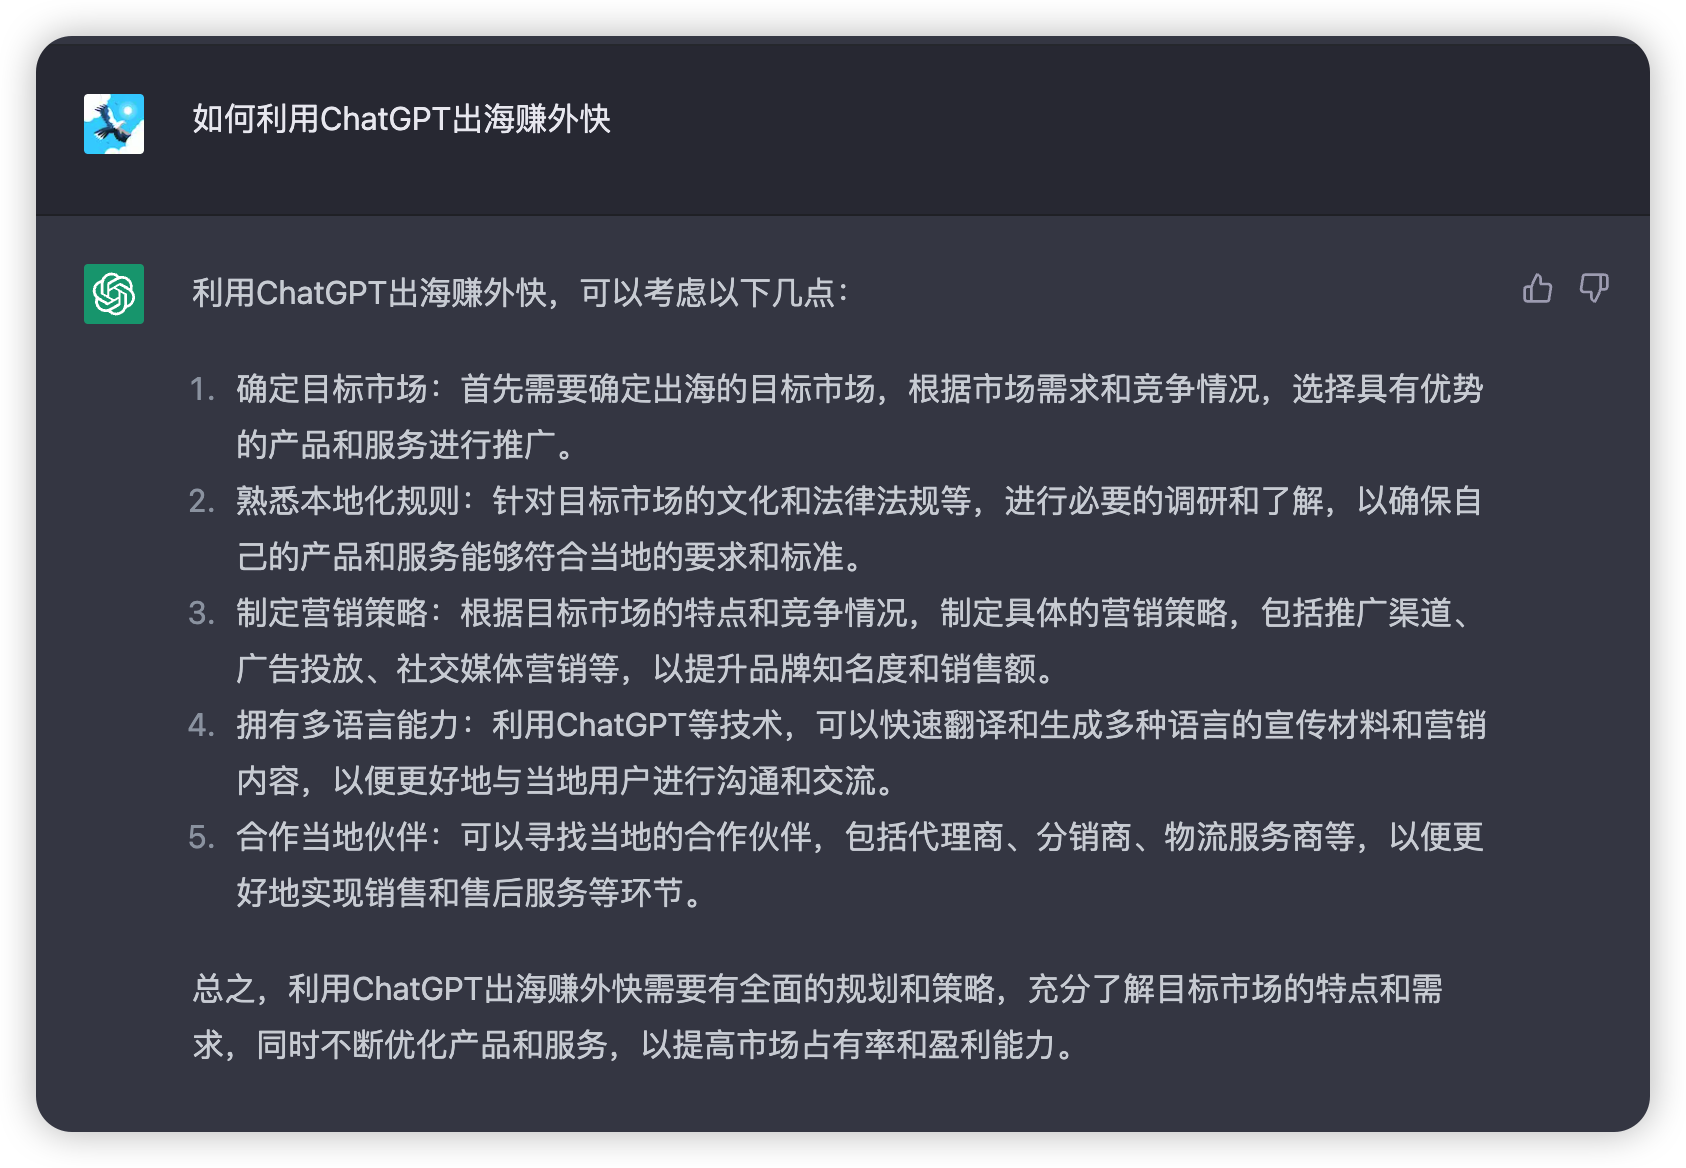 如何利用ChatGPT出海赚外快
利用ChatGPT出海赚外快，可以考虑以下几点：
1. 确定目标市场：首先需要确定出海的目标市场，根据市场需求和竞争情况，选择具有优势
的产品和服务进行推广。
2. 熟悉本地化规则：针对目标市场的文化和法律法规等，进行必要的调研和了解，以确保自
己的产品和服务能够符合当地的要求和标准。
3. 制定营销策略：根据目标市场的特点和竞争情况，制定具体的营销策略，包括推广渠道、
广告投放、社交媒体营销等，以提升品牌知名度和销售额。
4. 拥有多语言能力：利用ChatGPT等技术，可以快速翻译和生成多种语言的宣传材料和营销
内容，以便更好地与当地用户进行沟通和交流。
5. 合作当地伙伴：可以寻找当地的合作伙伴，包括代理商、分销商、物流服务商等，以便更
好地实现销售和售后服务等环节。
总之，利用ChatGPT出海赚外快需要有全面的规划和策略，充分了解目标市场的特点和需
求，同时不断优化产品和服务，以提高市场占有率和盈利能力。